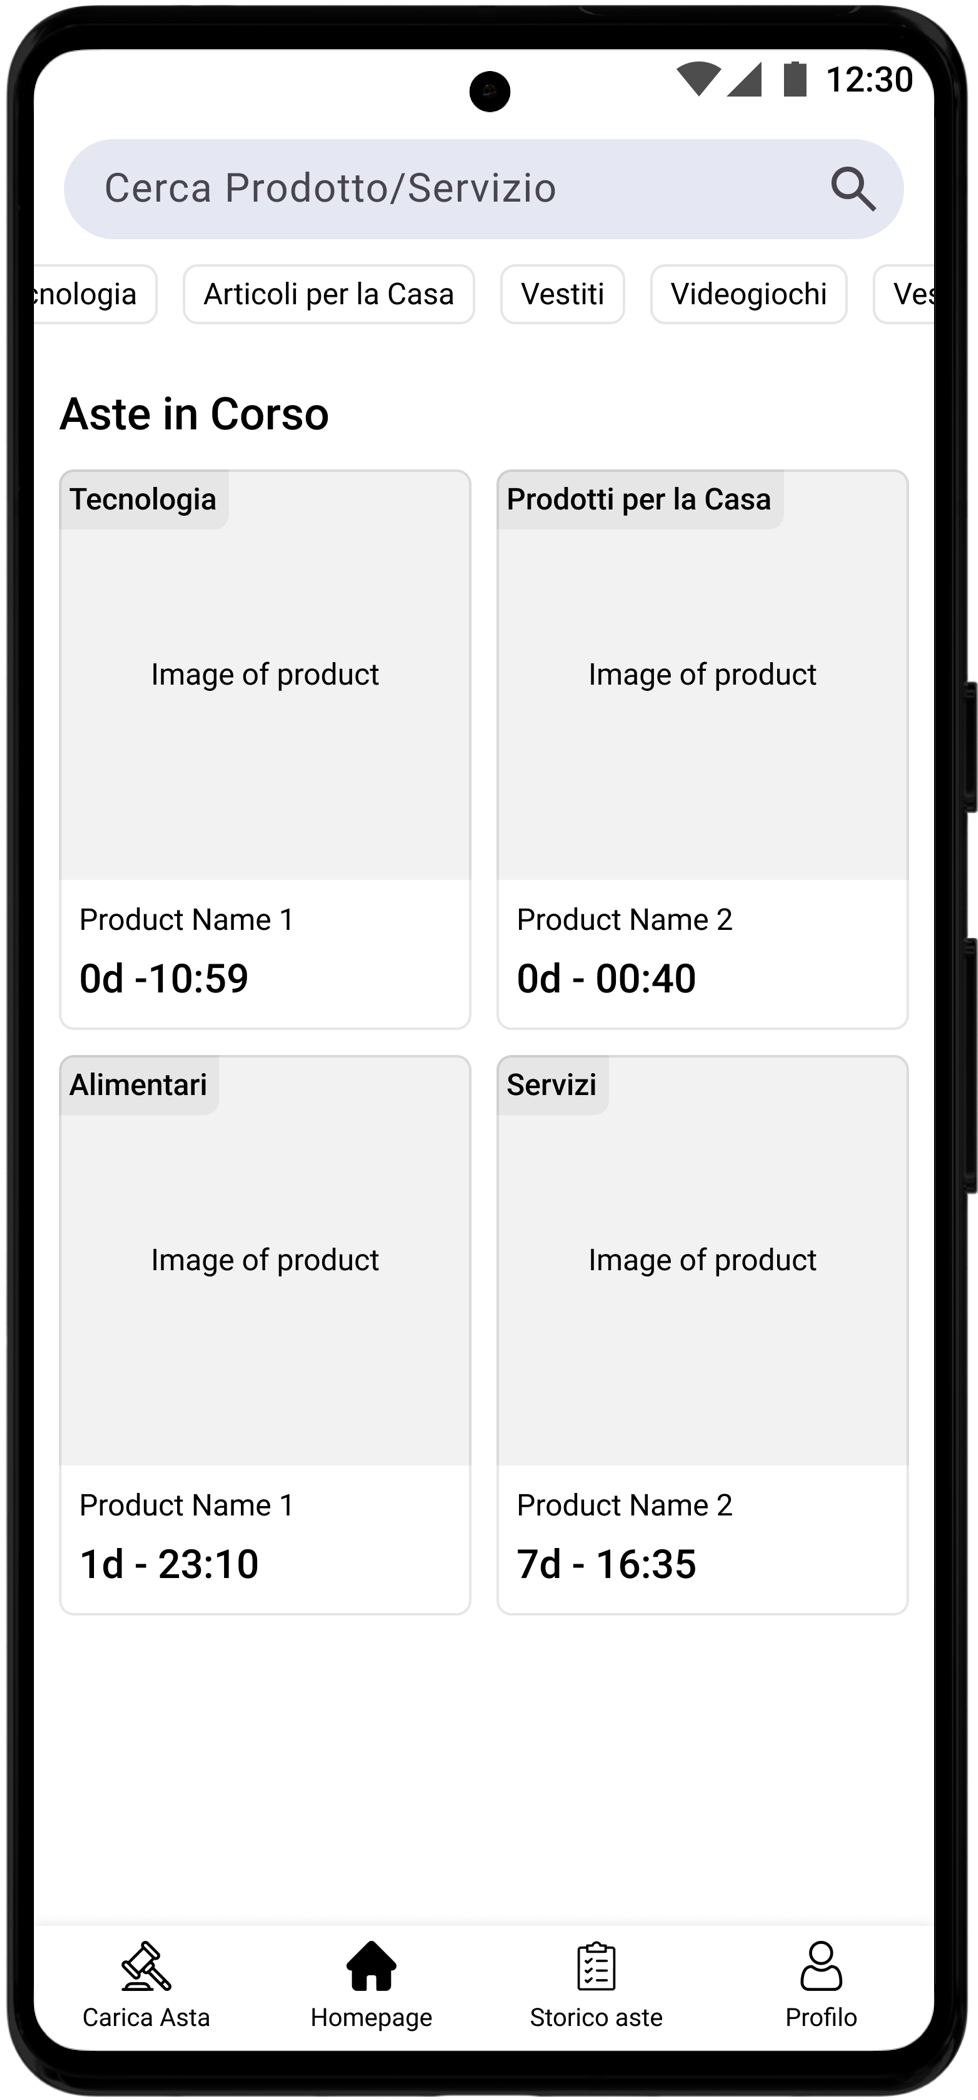 12:30
Cerca Prodotto/Servizio
cnologia Articoli per la Casa Vestiti Videogiochi Ves
Aste in Corso
Tecnologia Prodotti per la Casa
Image of product Image of product
Product Name 1 Product Name 2
0d -10:59 0d - 00:40
Alimentari Servizi
Image of product Image of product
Product Name 1 Product Name 2
1d - 23:10 7d - 16:35
Carica Asta Homepage Storico aste Profilo